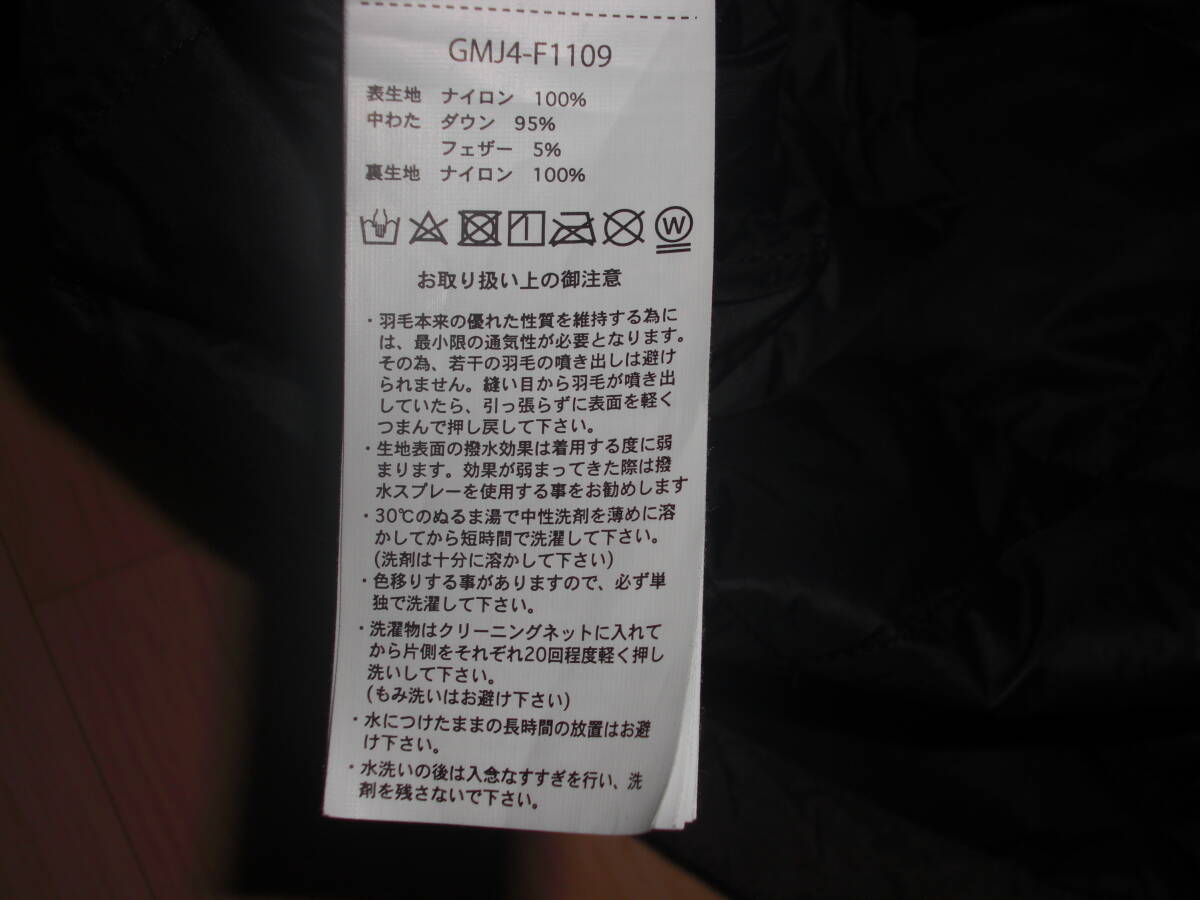 GMJ4-F1109
表生地 ナイロン 100%
中わた ダウン 95%
フェザー 5%
裏生地 ナイロン 100%
W
お取り扱い上の御注意
・羽毛本来の優れた性質を維持する為に
は、最小限の通気性が必要となります。
その為、若干の羽毛の噴き出しは避け
られません。縫い目から羽毛が噴き出
していたら、引っ張らずに表面を軽く
つまんで押し戻して下さい。
・生地表面の撥水効果は着用する度に弱
まります。効果が弱まってきた際は撥
水スプレーを使用する事をお勧めします
・30℃のぬるま湯で中性洗剤を薄めに溶
かしてから短時間で洗濯して下さい。
(洗剤は十分に溶かして下さい)
・色移りする事がありますので、必ず単
独で洗濯して下さい。
・洗濯物はクリーニングネットに入れて
から片側をそれぞれ20回程度軽く押し
洗いして下さい。
(もみ洗いはお避け下さい)
・水につけたままの長時間の放置はお避
け下さい。
・水洗いの後は入念なすすぎを行い、洗
剤を残さないで下さい。